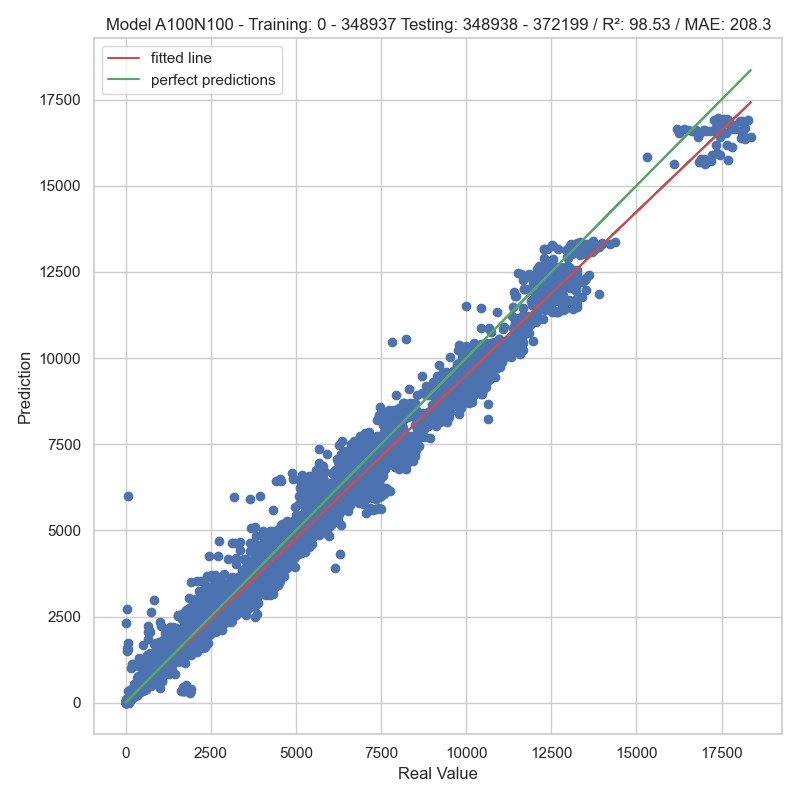 Model A100N100 - Training: 0 - 348937 Testing: 348938 - 372199 / R²: 98.53 / MAE: 208.3
fitted line
perfect predictions
17500
15000
12500
10000
7500
5000
2500
0
Prediction
0 2500 5000 7500 10000 12500 15000 17500
Real Value